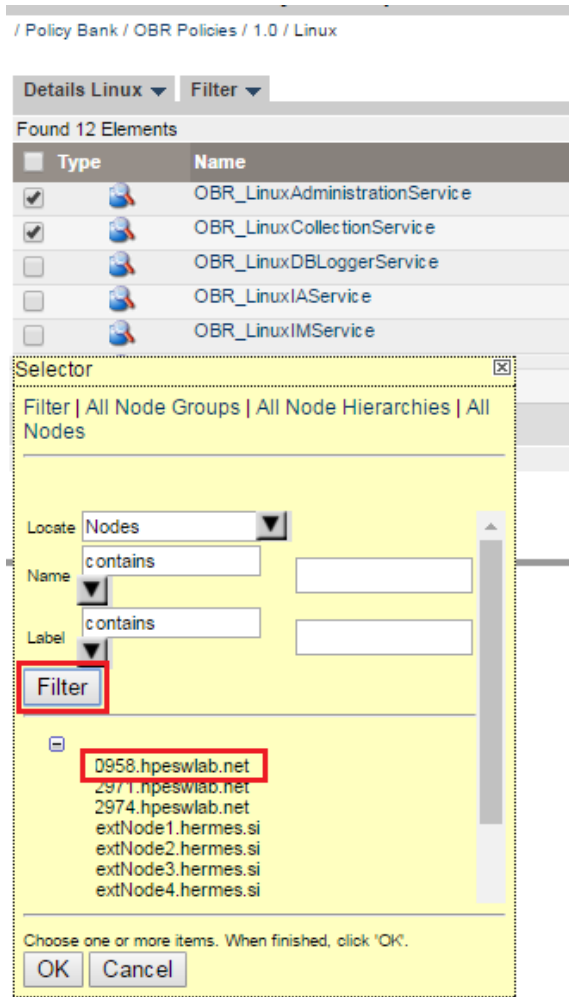 / Policy Bank / OBR Policies / 1.0 / Linux
Details Linux Filter
Found 12 Elements
Type Name
OBR_LinuxAdministrationService
OBR_LinuxCollectionService
OBR_LinuxDBLoggerService
OBR_LinuxIAService
OBR_LinuxIMService
Selector
Filter | All Node Groups | All Node Hierarchies | All
Nodes
Locate Nodes
Name contains
Label contains
Filter
0958.hpeswlab.net
2971.hpeswlab.net
2974.hpeswlab.net
extNode1.hermes.si
extNode2.hermes.si
extNode3.hermes.si
extNode4.hermes.si
Choose one or more items. When finished, click 'OK'.
OK Cancel